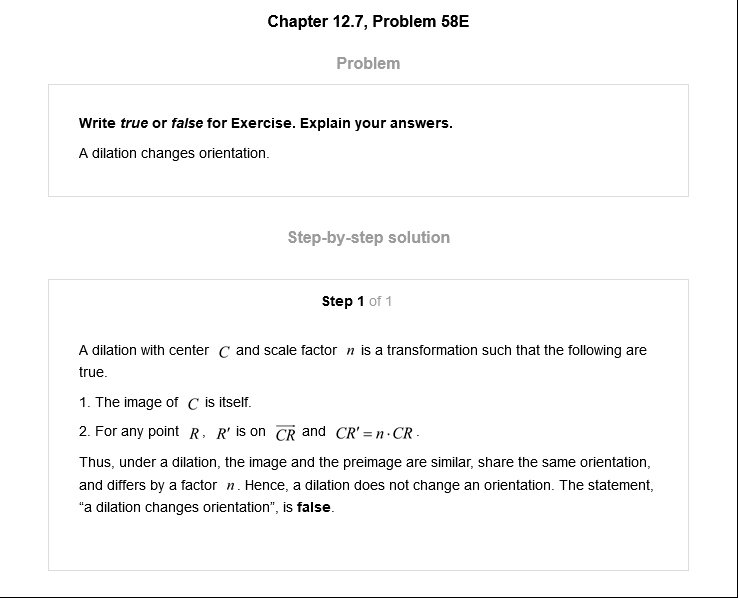 Chapter 12.7, Problem 58E
Problem
Write true or false for Exercise. Explain your answers.
A dilation changes orientation.
Step-by-step solution
Step 1 of 1
A dilation with center C and scale factor n is a transformation such that the following are
true.
1. The image of C is itself.
2. For any point R, R′ is on $\overrightarrow{CR}$ and CR′ = n · CR.
Thus, under a dilation, the image and the preimage are similar, share the same orientation,
and differs by a factor n. Hence, a dilation does not change an orientation. The statement,
“a dilation changes orientation”, is false.